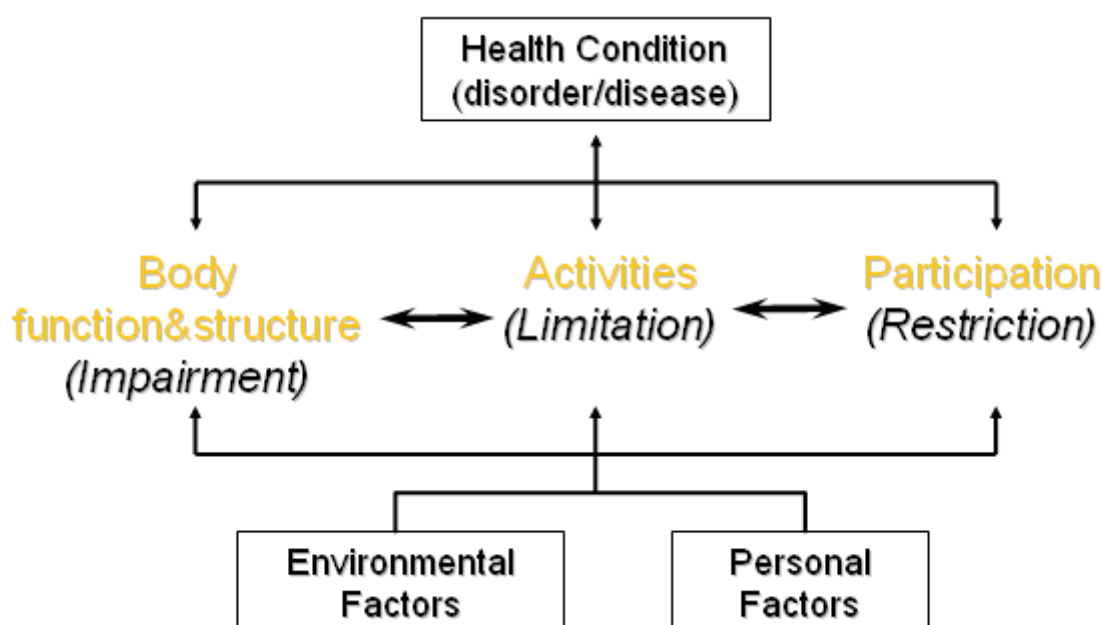 Health Condition
(disorder/disease)
Body
function&structure
(Impairment)
Activities
(Limitation)
Participation
(Restriction)
Environmental
Factors
Personal
Factors